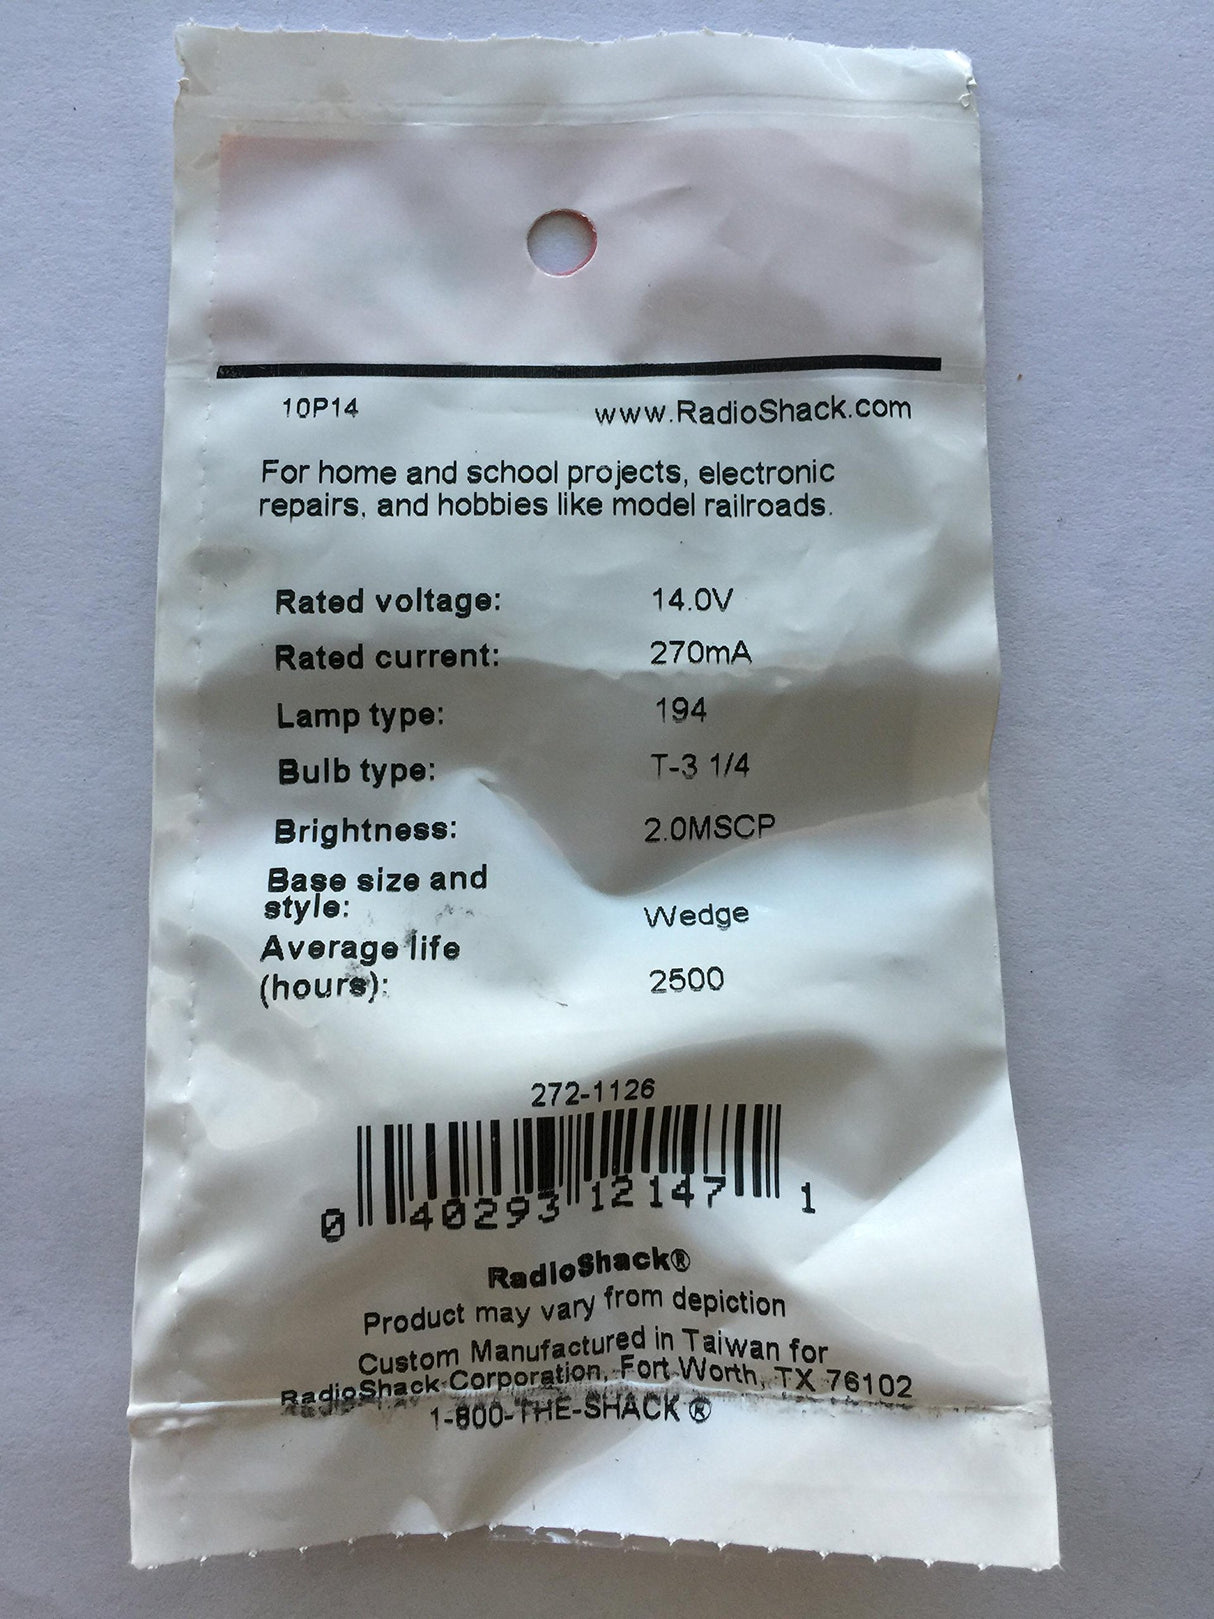 10P14 www.RadioShack.com
For home and school projects, electronic
repairs, and hobbies like model railroads.
Rated voltage: 14.0V
Rated current: 270mA
Lamp type: 194
Bulb type: T-3 1/4
Brightness: 2.0MSCP
Base size and
style: Wedge
Average life
(hours): 2500
272-1126
0 40293 12147 1
RadioShack®
Product may vary from depiction
Custom Manufactured in Taiwan for
RadioShack Corporation, Fort Worth, TX 76102
1-800-THE-SHACK ®